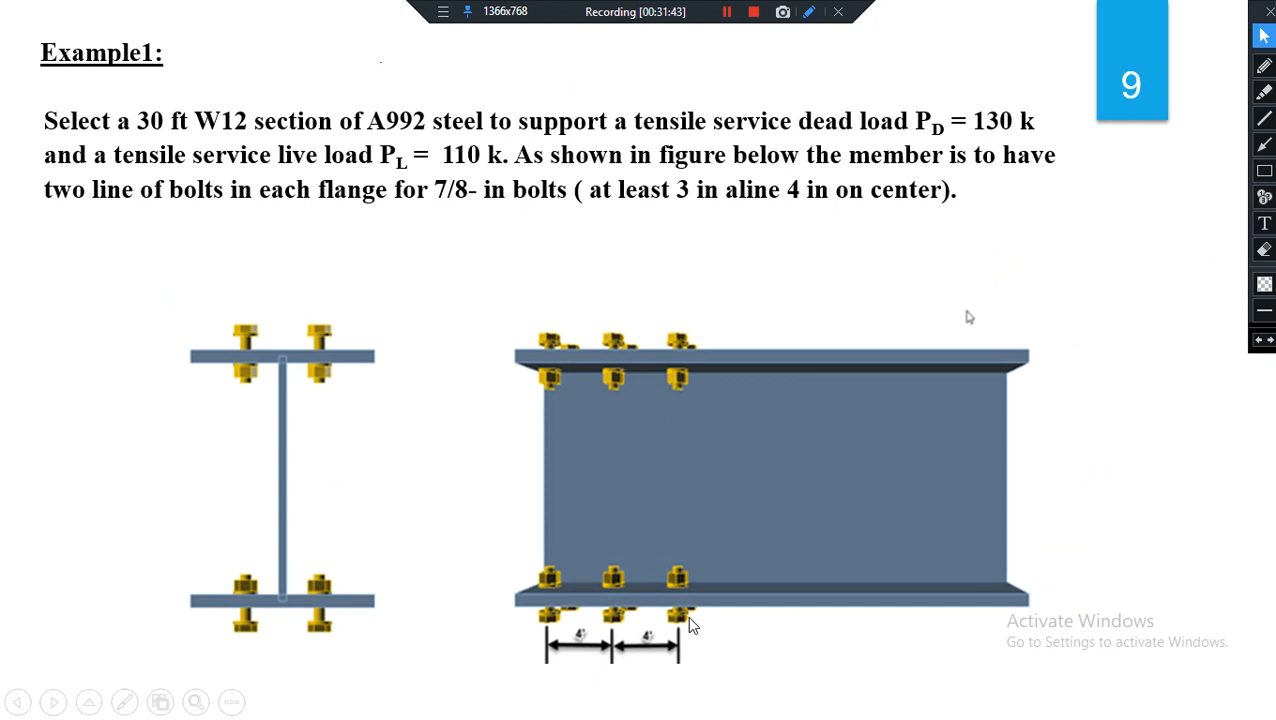 1366x768
Recording [00:31:43]
9
Example1:
Select a 30 ft W12 section of A992 steel to support a tensile service dead load PD = 130 k
and a tensile service live load PL = 110 k. As shown in figure below the member is to have
two line of bolts in each flange for 7/8- in bolts ( at least 3 in aline 4 in on center).
T
4"
4"
Activate Windows
Go to Settings to activate Windows.